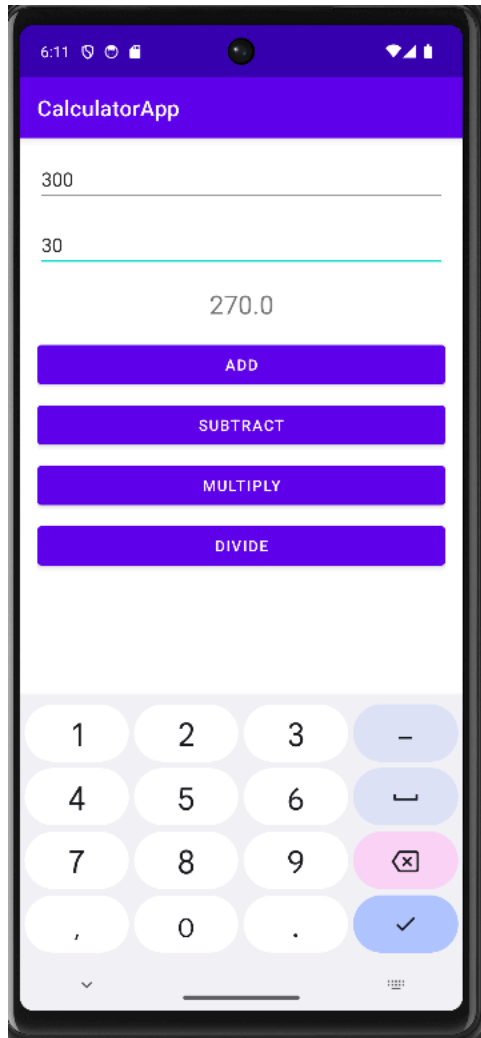 6:11
CalculatorApp
300
30
270.0
ADD
SUBTRACT
MULTIPLY
DIVIDE
1 2 3 –
4 5 6
7 8 9
, 0 .